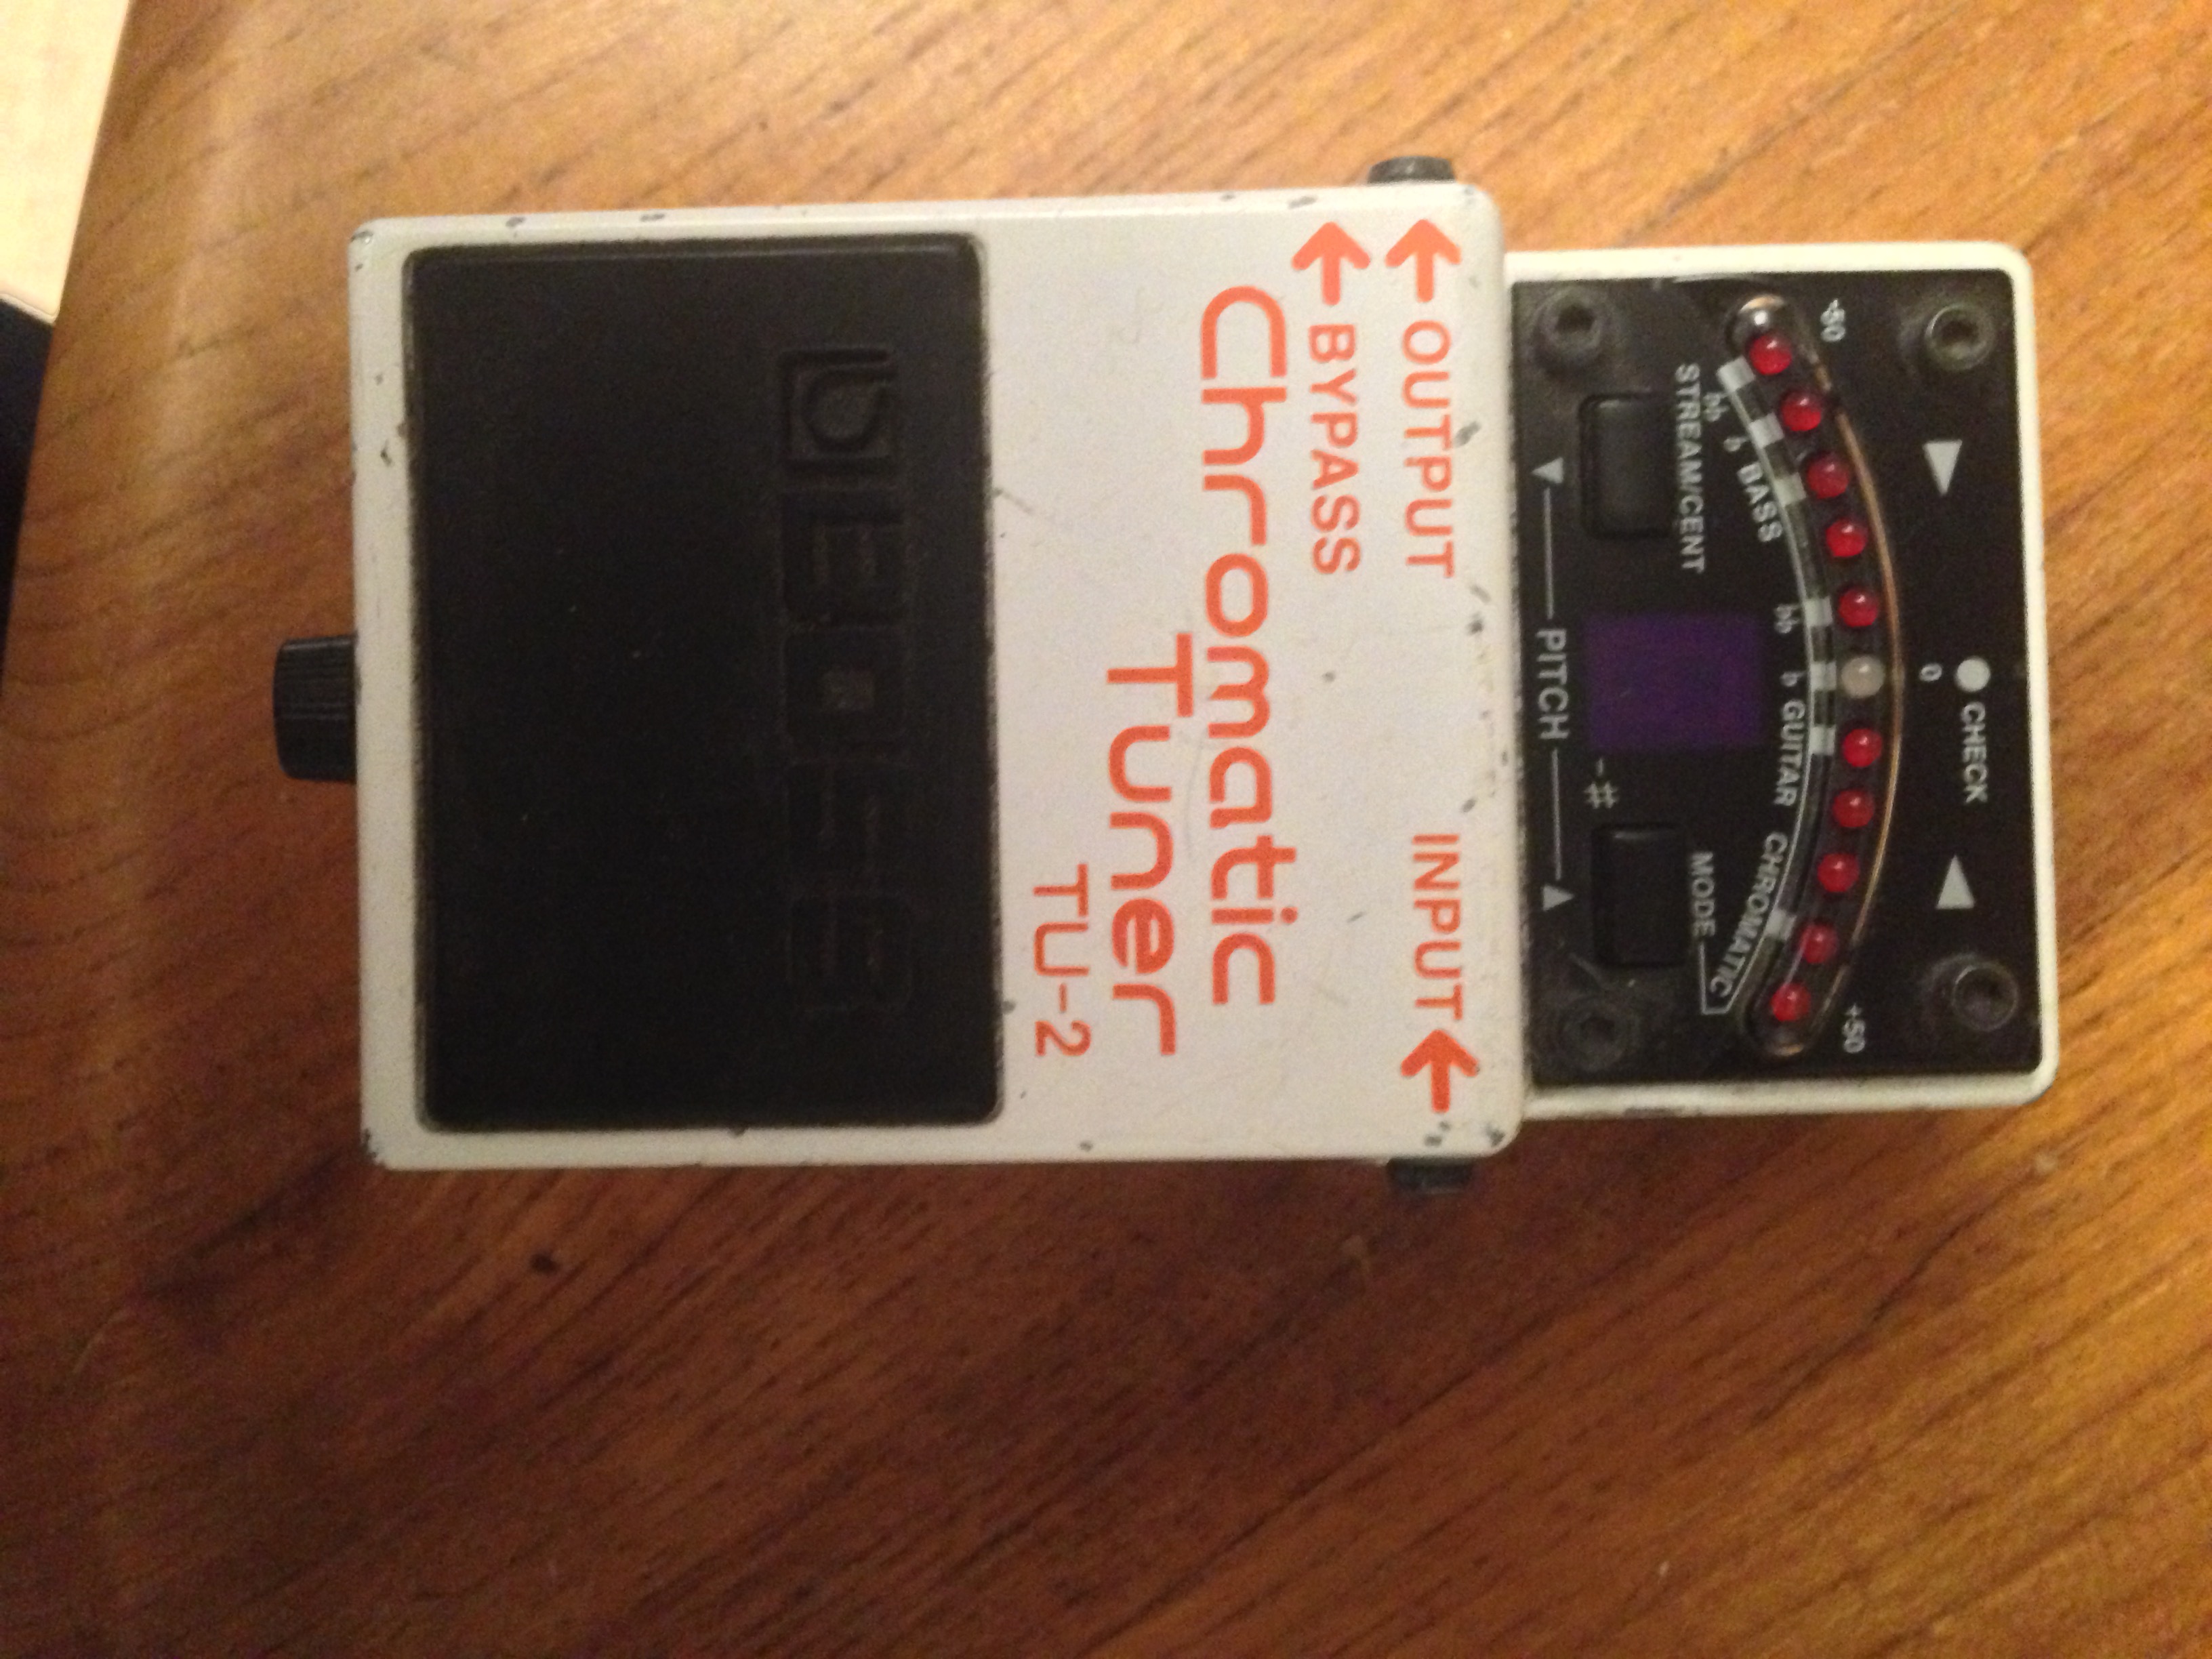 CHECK
-50 0 +50
♭♭ ♭ BASS ♭♭ ♭ GUITAR CHROMATIC
STREAM/CENT
MODE
-#
PITCH
OUTPUT INPUT
BYPASS
Chromatic
Tuner
TU-2
BOSS